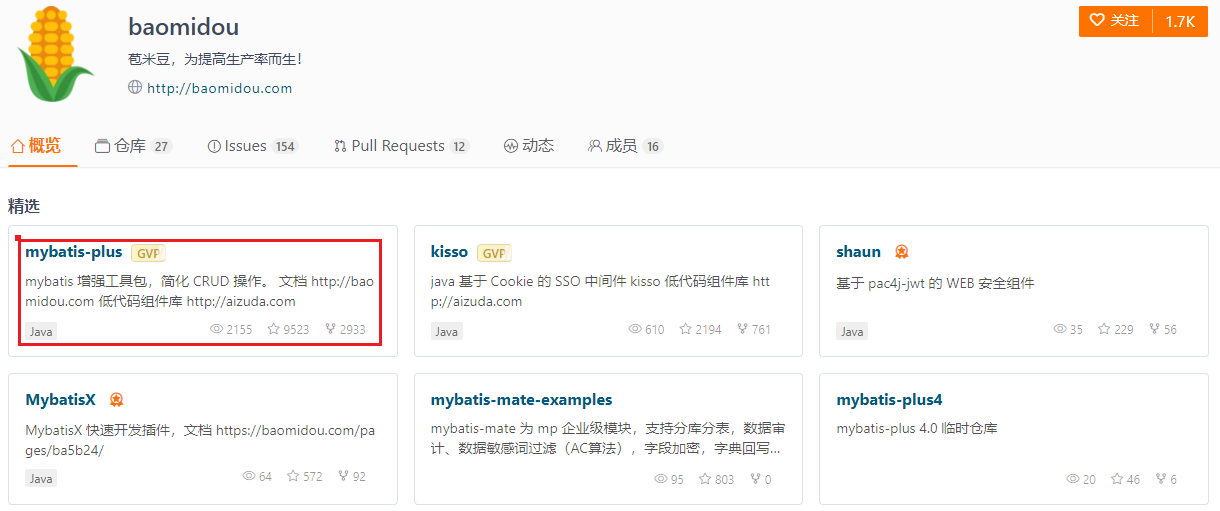 baomidou
关注 1.7K
苞米豆，为提高生产率而生！
http://baomidou.com
概览 仓库 27 Issues 154 Pull Requests 12 动态 成员 16
精选
mybatis-plus GVP
mybatis 增强工具包，简化 CRUD 操作。 文档 http://bao
midou.com 低代码组件库 http://aizuda.com
Java 2155 9523 2933
kisso GVP
java 基于 Cookie 的 SSO 中间件 kisso 低代码组件库 htt
p://aizuda.com
Java 610 2194 761
shaun
基于 pac4j-jwt 的 WEB 安全组件
Java 35 229 56
MybatisX
MybatisX 快速开发插件，文档 https://baomidou.com/pa
ges/ba5b24/
Java 64 572 92
mybatis-mate-examples
mybatis-mate 为 mp 企业级模块，支持分库分表，数据审
计、数据敏感词过滤（AC算法），字段加密，字典回写...
95 803 0
mybatis-plus4
mybatis-plus 4.0 临时仓库
20 46 6